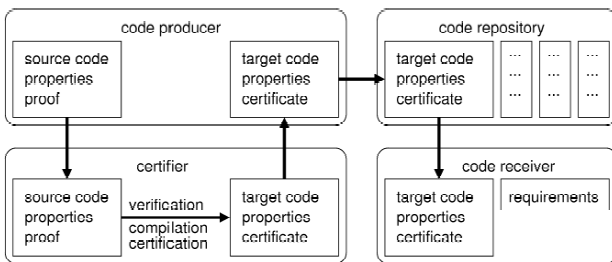 code producer
source code
properties
proof
target code
properties
certificate
code repository
target code
properties
certificate
... ... ...
... ... ...
... ... ...
certifier
source code
properties
proof
verification
compilation
certification
target code
properties
certificate
code receiver
target code
properties
certificate
requirements